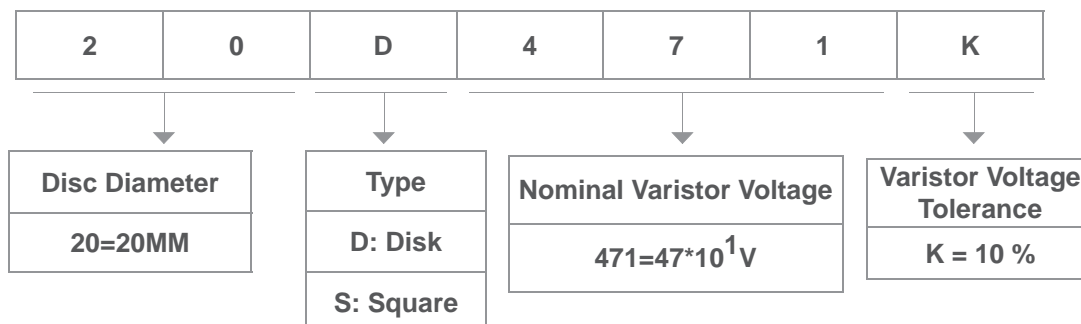 2 0 D 4 7 1 K
Disc Diameter
20=20MM
Type
D: Disk
S: Square
Nominal Varistor Voltage
471=47*10¹V
Varistor Voltage
Tolerance
K = 10 %